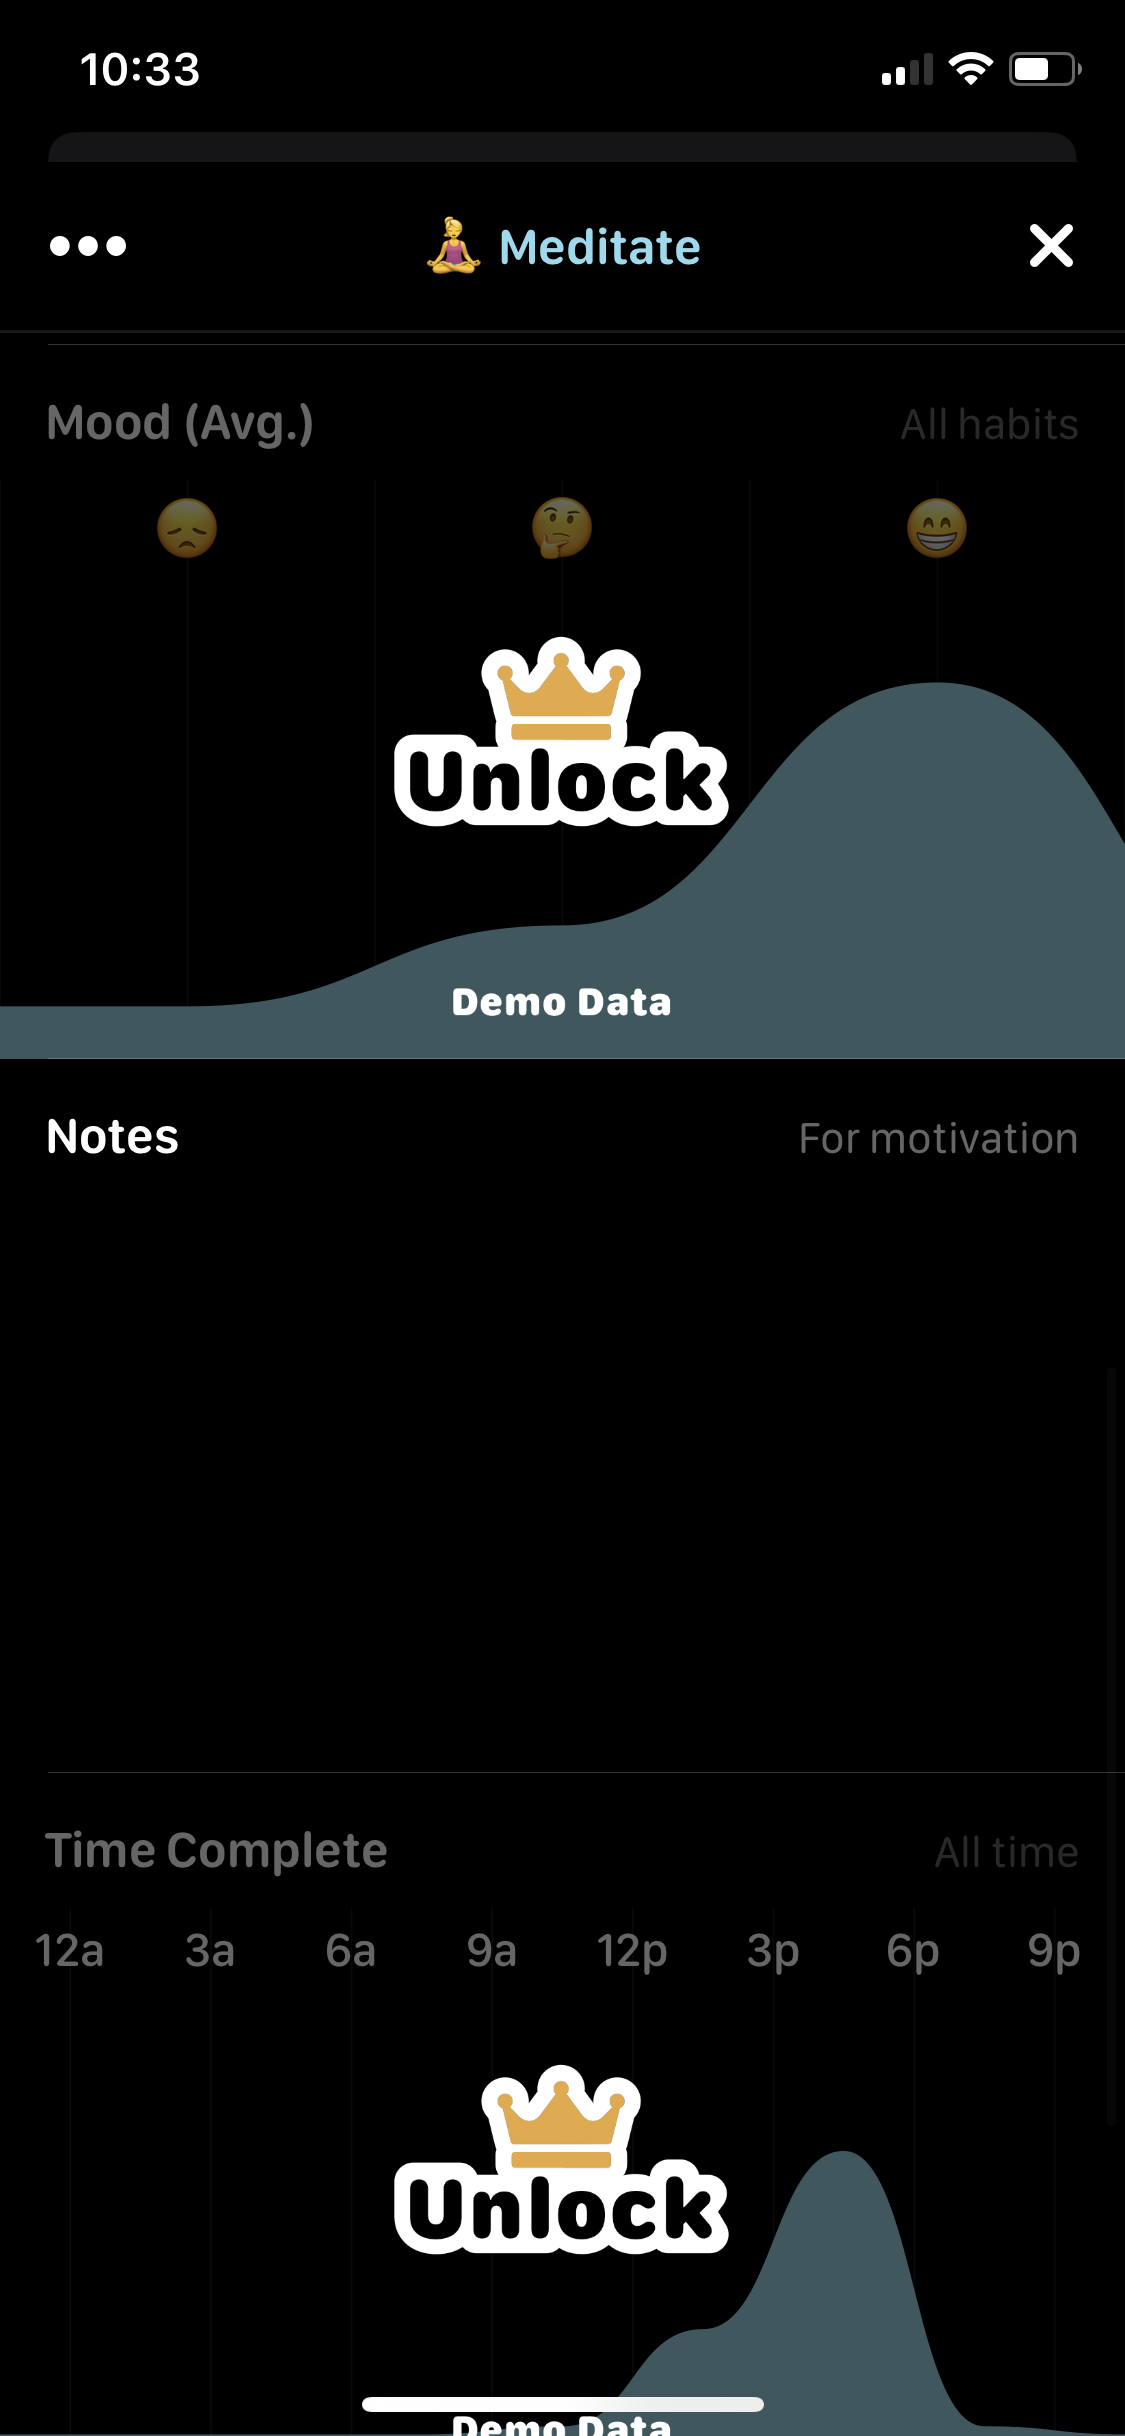 10:33
Meditate
Mood (Avg.) All habits
Unlock
Demo Data
Notes For motivation
Time Complete All time
12a 3a 6a 9a 12p 3p 6p 9p
Unlock
Demo Data